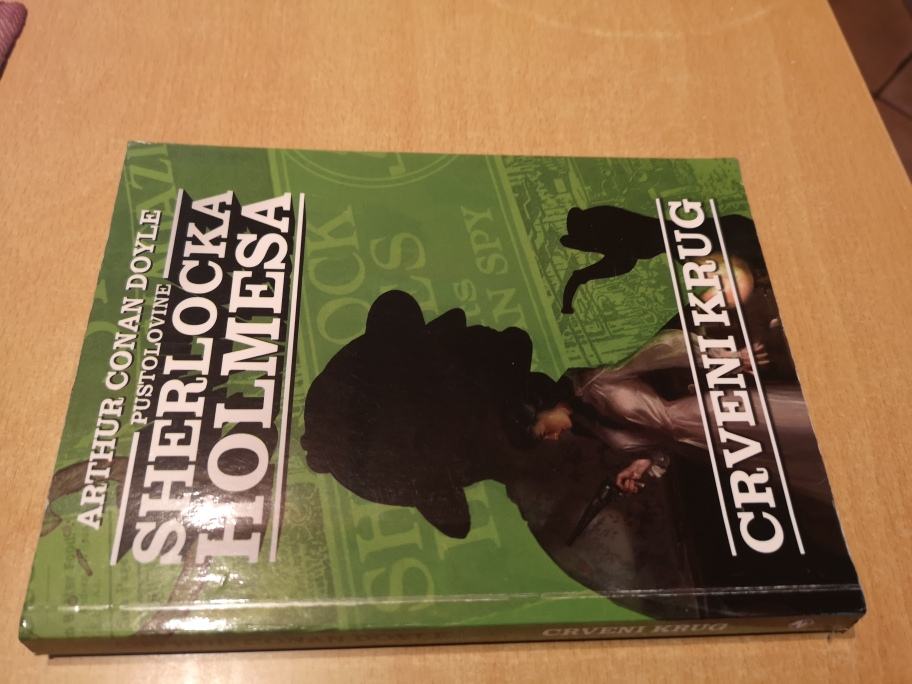 ARTHUR CONAN DOYLE
PUSTOLOVINE
SHERLOCKA
HOLMESA
CRVENI KRUG
CRVENI KRUG